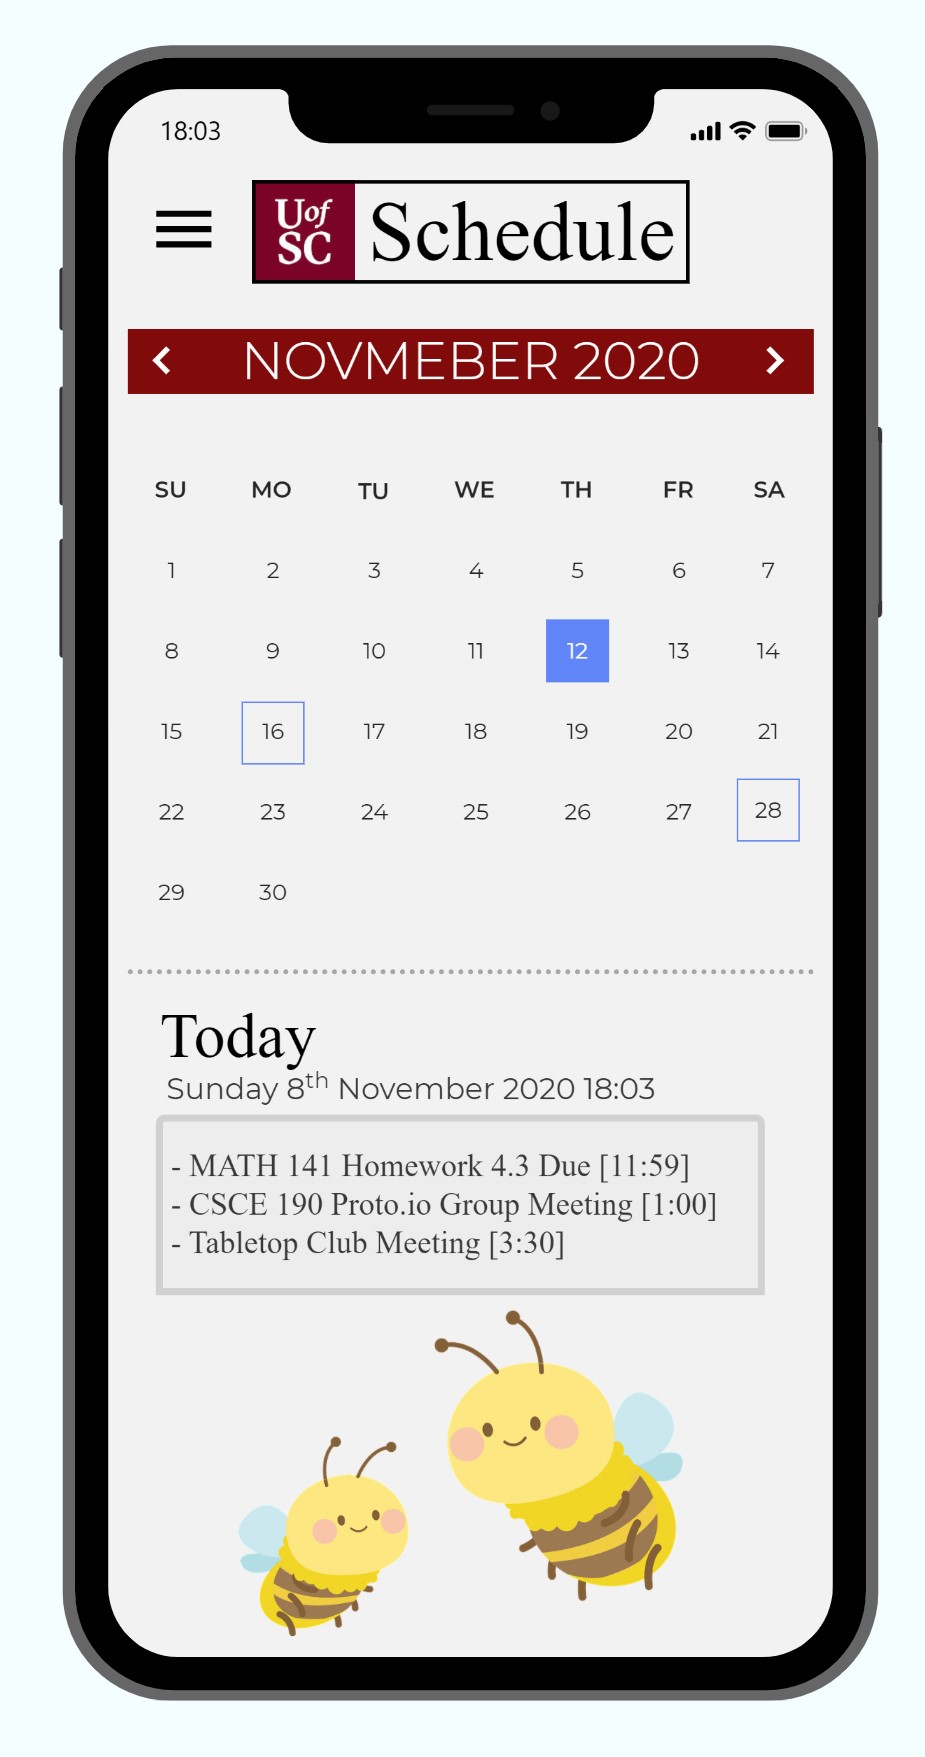 18:03
Uof
SC
Schedule
NOVMEBER 2020
SU MO TU WE TH FR SA
1 2 3 4 5 6 7
8 9 10 11 12 13 14
15 16 17 18 19 20 21
22 23 24 25 26 27 28
29 30
Today
Sunday 8th November 2020 18:03
- MATH 141 Homework 4.3 Due [11:59]
- CSCE 190 Proto.io Group Meeting [1:00]
- Tabletop Club Meeting [3:30]